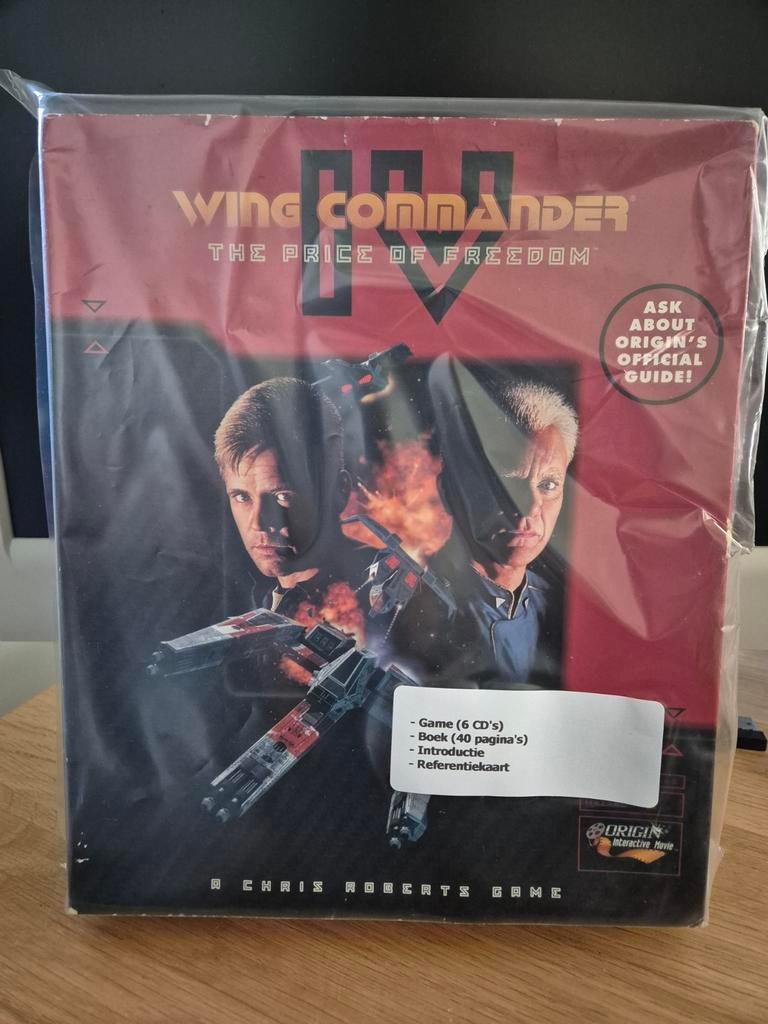 IV
WING COMMANDER®
THE PRICE OF FREEDOM™
ASK
ABOUT
ORIGIN'S
OFFICIAL
GUIDE!
- Game (6 CD's)
- Boek (40 pagina's)
- Introductie
- Referentiekaart
ORIGIN
Interactive Movie
A CHRIS ROBERTS GAME